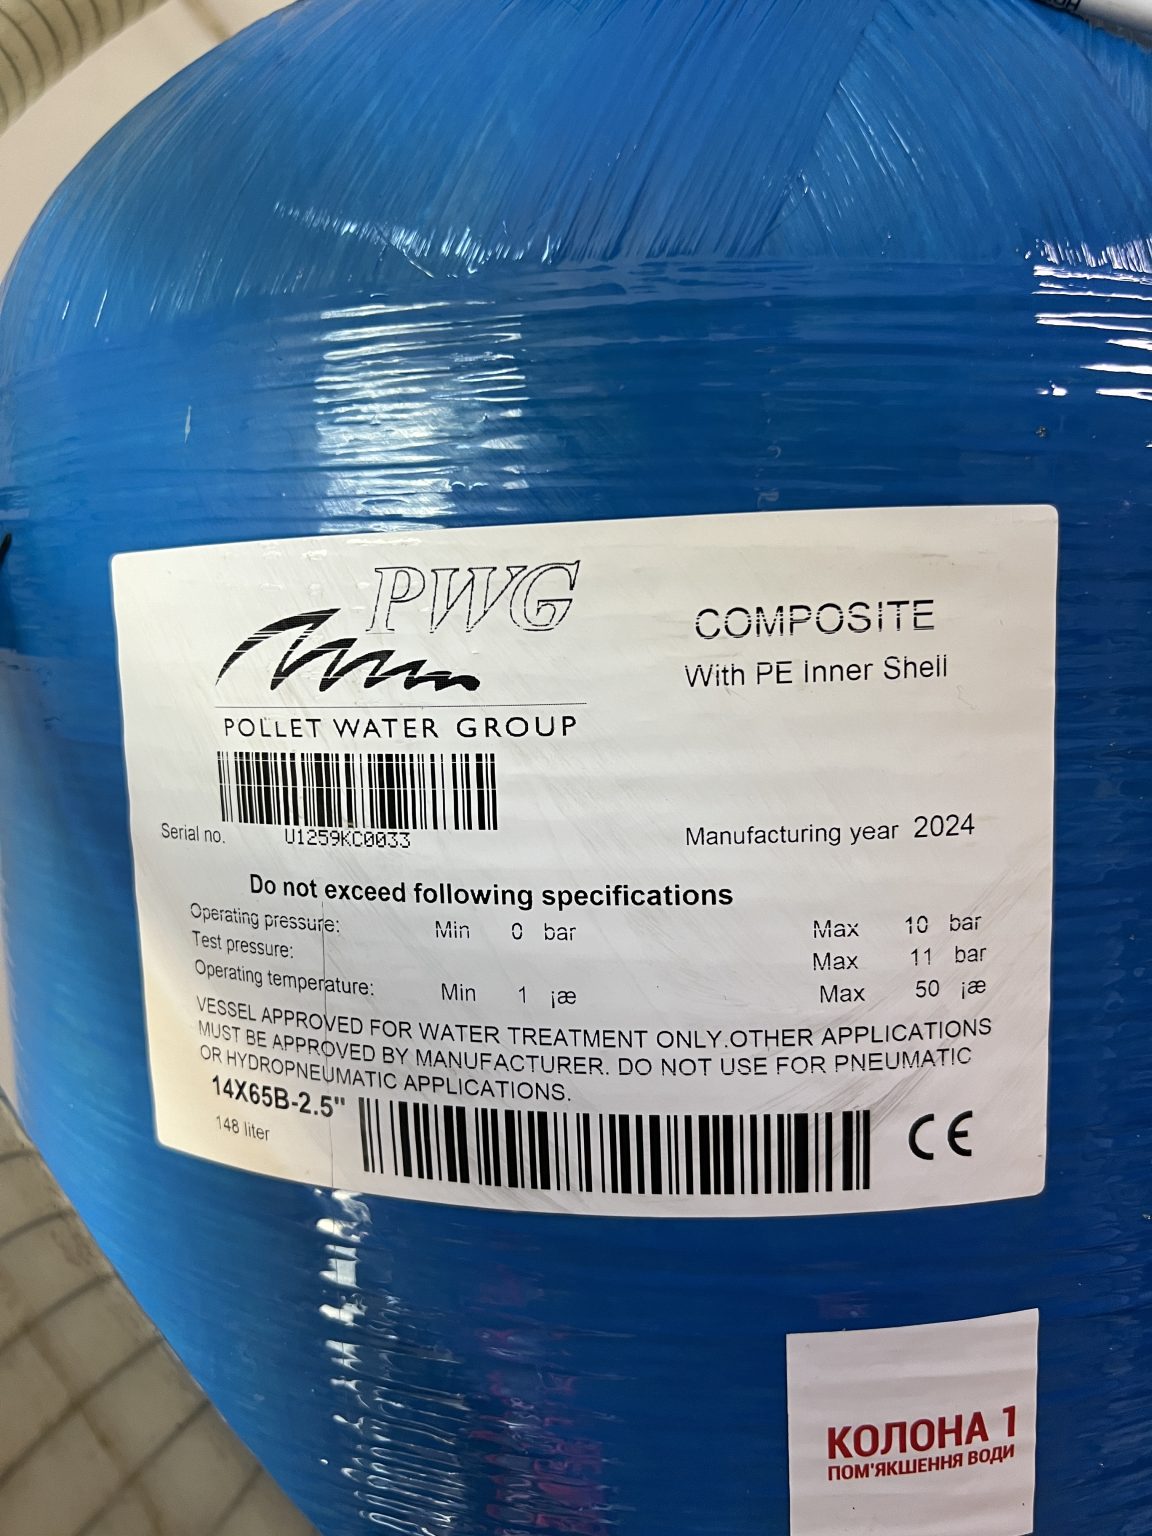 PWG
POLLET WATER GROUP
COMPOSITE
With PE Inner Shell
Serial no. U1259KC0033
Manufacturing year 2024
Do not exceed following specifications
Operating pressure: Min 0 bar Max 10 bar
Test pressure: Max 11 bar
Operating temperature: Min 1 ¡æ Max 50 ¡æ
VESSEL APPROVED FOR WATER TREATMENT ONLY.OTHER APPLICATIONS
MUST BE APPROVED BY MANUFACTURER. DO NOT USE FOR PNEUMATIC
OR HYDROPNEUMATIC APPLICATIONS.
14X65B-2.5"
148 liter
CE
КОЛОНА 1
ПОМ'ЯКШЕННЯ ВОДИ